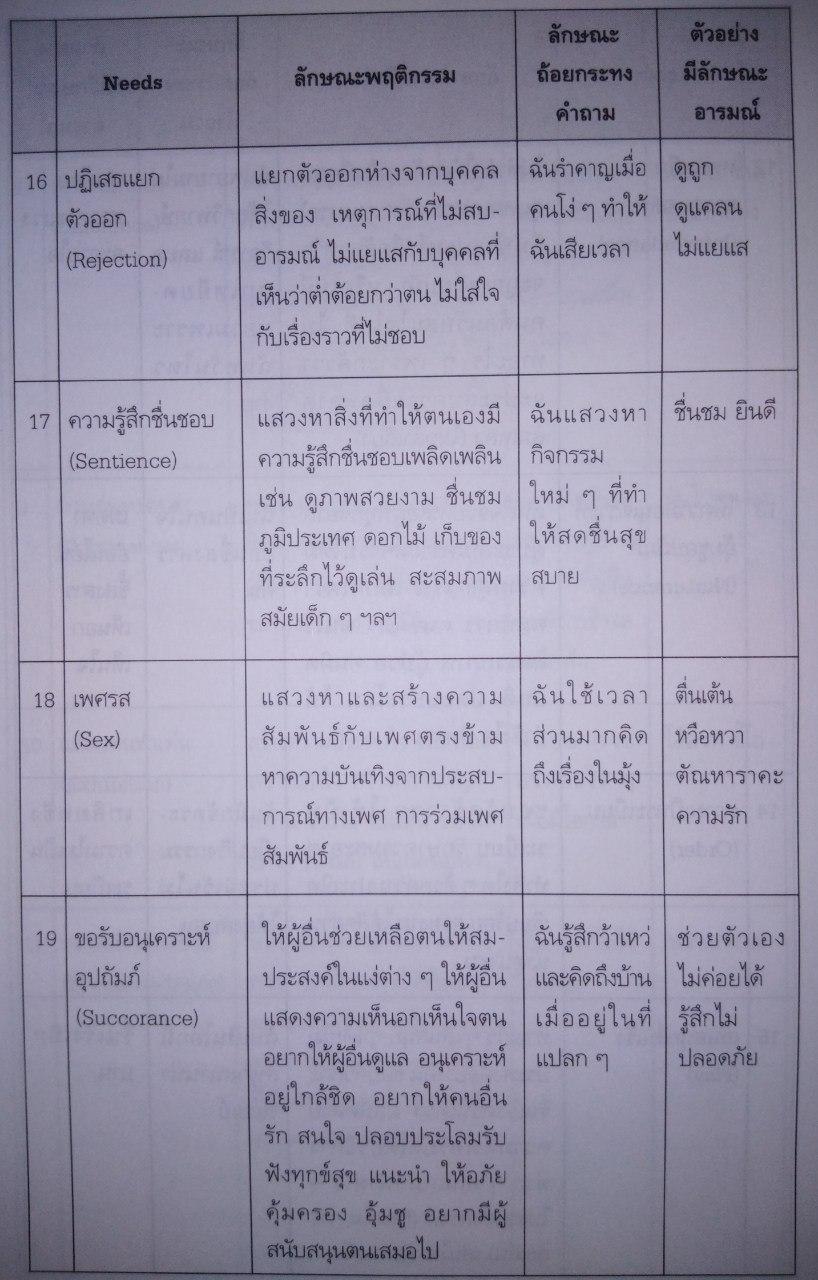 Needs
ลักษณะพฤติกรรม
ลักษณะ
ถ้อยกระทง
คำถาม
ตัวอย่าง
มีลักษณะ
อารมณ์
16
ปฏิเสธแยก
ตัวออก
(Rejection)
แยกตัวออกห่างจากบุคคล
สิ่งของ เหตุการณ์ที่ไม่สบ-
อารมณ์ ไม่แยแสกับบุคคลที่
เห็นว่าต่ำต้อยกว่าตน ไม่ใส่ใจ
กับเรื่องราวที่ไม่ชอบ
ฉันรำคาญเมื่อ
คนโง่ ๆ ทำให้
ฉันเสียเวลา
ดูถูก
ดูแคลน
ไม่แยแส
17
ความรู้สึกชื่นชอบ
(Sentience)
แสวงหาสิ่งที่ทำให้ตนเองมี
ความรู้สึกชื่นชอบเพลิดเพลิน
เช่น ดูภาพสวยงาม ชื่นชม
ภูมิประเทศ ดอกไม้ เก็บของ
ที่ระลึกไว้ดูเล่น สะสมภาพ
สมัยเด็ก ๆ ฯลฯ
ฉันแสวงหา
กิจกรรม
ใหม่ ๆ ที่ทำ
ให้สดชื่นสุข
สบาย
ชื่นชม ยินดี
18
เพศรส
(Sex)
แสวงหาและสร้างความ
สัมพันธ์กับเพศตรงข้าม
หาความบันเทิงจากประสบ-
การณ์ทางเพศ การร่วมเพศ
สัมพันธ์
ฉันใช้เวลา
ส่วนมากคิด
ถึงเรื่องในมุ้ง
ตื่นเต้น
หวือหวา
ตัณหาราคะ
ความรัก
19
ขอรับอนุเคราะห์
อุปถัมภ์
(Succorance)
ให้ผู้อื่นช่วยเหลือตนให้สม-
ประสงค์ในแง่ต่าง ๆ ให้ผู้อื่น
แสดงความเห็นอกเห็นใจตน
อยากให้ผู้อื่นดูแล อนุเคราะห์
อยู่ใกล้ชิด อยากให้คนอื่น
รัก สนใจ ปลอบประโลมรับ
ฟังทุกข์สุข แนะนำ ให้อภัย
คุ้มครอง อุ้มชู อยากมีผู้
สนับสนุนตนเสมอไป
ฉันรู้สึกว้าเหว่
และคิดถึงบ้าน
เมื่ออยู่ในที่
แปลก ๆ
ช่วยตัวเอง
ไม่ค่อยได้
รู้สึกไม่
ปลอดภัย